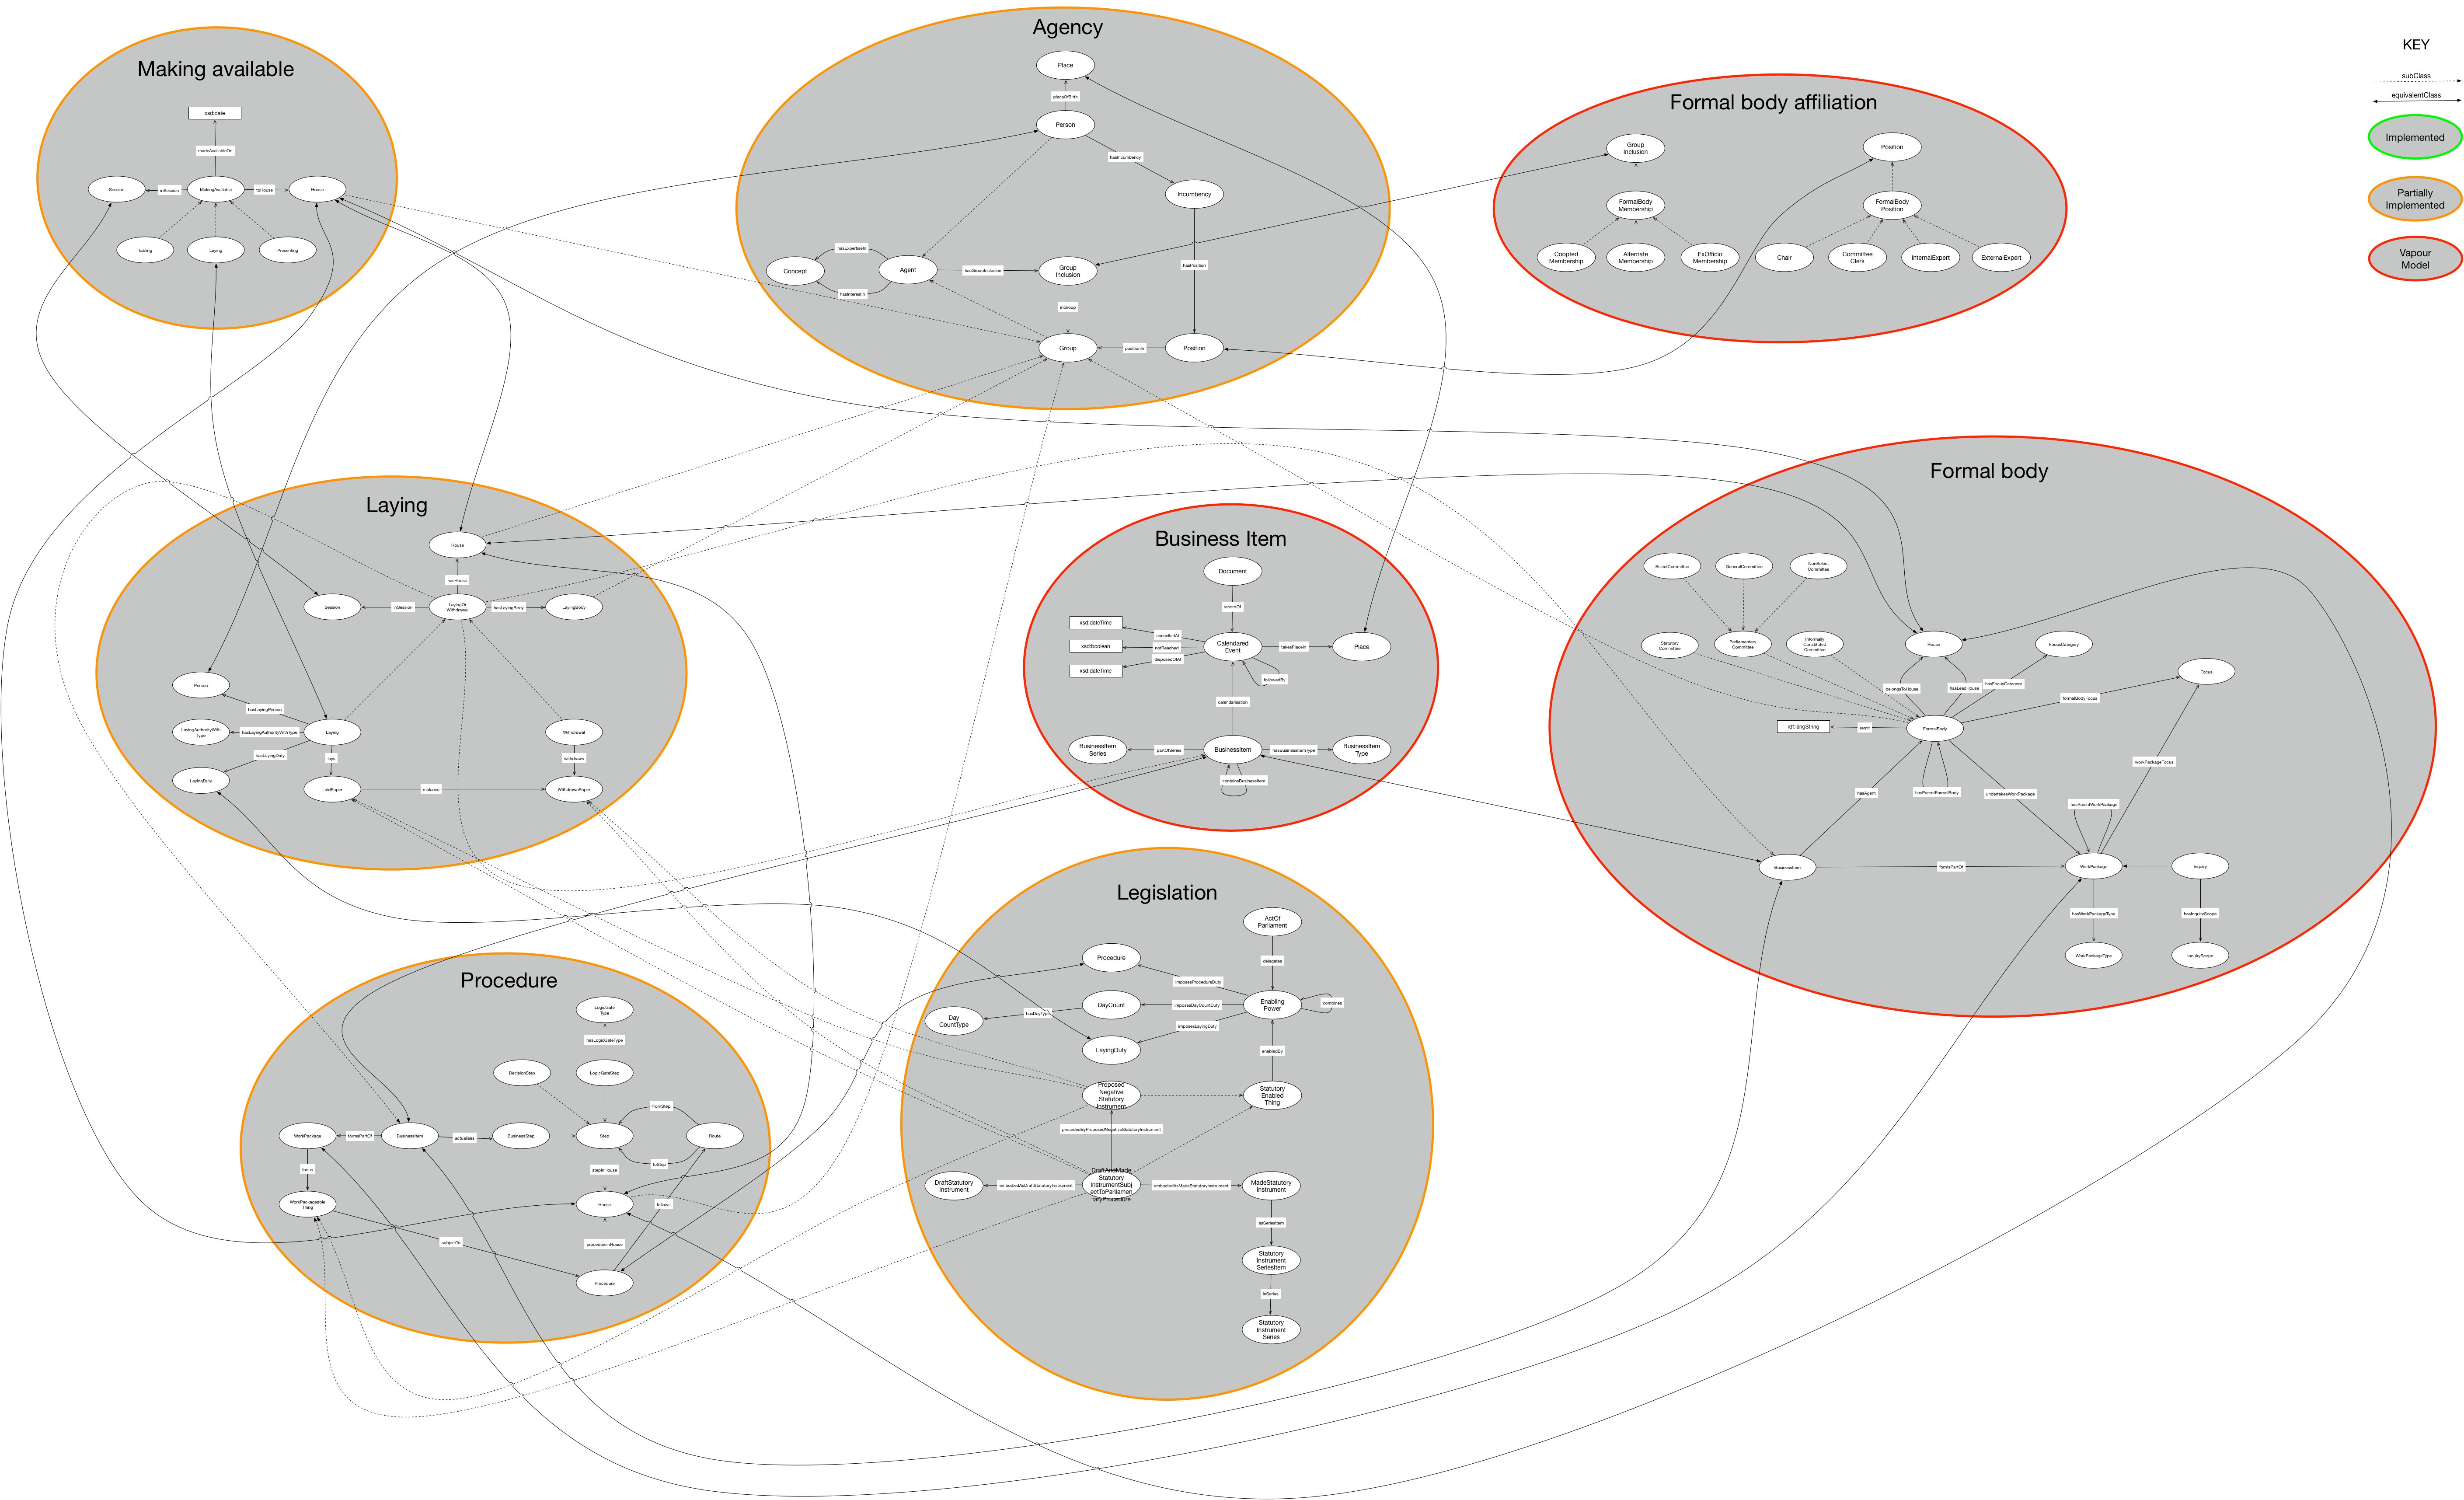 Making available
xsd:date
madeAvailableOn
Session
inSession
MakingAvailable
toHouse
House
Tabling
Laying
Presenting
Agency
Place
placeOfBirth
Person
hasIncumbency
Incumbency
hasExpertiseIn
Concept
Agent
hasGroupInclusion
Group
Inclusion
hasPosition
hasInterestIn
inGroup
Group
positionIn
Position
Formal body affiliation
Group
Inclusion
Position
FormalBody
Membership
FormalBody
Position
Coopted
Membership
Alternate
Membership
ExOfficio
Membership
Chair
Committee
Clerk
InternalExpert
ExternalExpert
KEY
subClass
equivalentClass
Implemented
Partially
Implemented
Vapour
Model
Laying
House
hasHouse
Session
inSession
LayingOr
Withdrawal
hasLayingBody
LayingBody
Person
hasLayingPerson
LayingAuthorityWith
Type
hasLayingAuthorityWithType
Laying
Withdrawal
hasLayingDuty
lays
withdraws
LayingDuty
LaidPaper
replaces
WithdrawnPaper
Business Item
Document
recordOf
xsd:dateTime
cancelledAt
xsd:boolean
notReached
Calendared
Event
takesPlaceIn
Place
disposedOfAt
xsd:dateTime
followedBy
calendarisation
BusinessItem
Series
partOfSeries
BusinessItem
hasBusinessItemType
BusinessItem
Type
containsBusinessItem
Formal body
SelectCommittee
GeneralCommittee
NonSelect
Committee
Statutory
Committee
Parliamentary
Committee
Informally
Constituted
Committee
House
FocusCategory
Focus
belongsToHouse
hasLeadHouse
hasFocusCategory
formalBodyFocus
rdf:langString
remit
FormalBody
workPackageFocus
hasAgent
hasParentFormalBody
undertakesWorkPackage
hasParentWorkPackage
BusinessItem
formsPartOf
WorkPackage
Inquiry
hasWorkPackageType
hasInquiryScope
WorkPackageType
InquiryScope
Procedure
LogicGate
Type
hasLogicGateType
DecisionStep
LogicGateStep
fromStep
WorkPackage
formsPartOf
BusinessItem
actualises
BusinessStep
Step
Route
toStep
focus
stepInHouse
WorkPackageable
Thing
House
follows
subjectTo
procedureInHouse
Procedure
Legislation
ActOf
Parliament
Procedure
delegates
imposesProcedureDuty
DayCount
imposesDayCountDuty
Enabling
Power
combines
Day
CountType
hasDayType
imposesLayingDuty
LayingDuty
enabledBy
Proposed
Negative
Statutory
Instrument
Statutory
Enabled
Thing
precededByProposedNegativeStatutoryInstrument
DraftStatutory
Instrument
embodiedAsDraftStatutoryInstrument
DraftAndMade
Statutory
InstrumentSubj
ectToParliamen
taryProcedure
embodiedAsMadeStatutoryInstrument
MadeStatutory
Instrument
asSeriesItem
Statutory
Instrument
SeriesItem
inSeries
Statutory
Instrument
Series